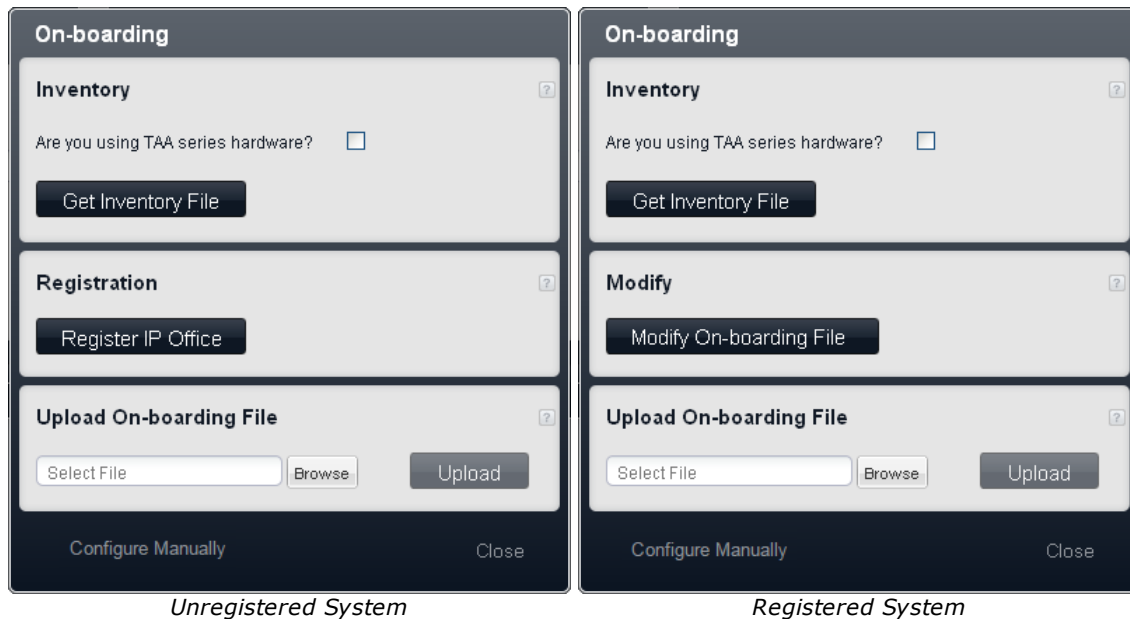 On-boarding
Inventory
?
Are you using TAA series hardware?
Get Inventory File
Registration
?
Register IP Office
Upload On-boarding File
?
Select File
Browse
Upload
Configure Manually
Close
Unregistered System
On-boarding
Inventory
?
Are you using TAA series hardware?
Get Inventory File
Modify
?
Modify On-boarding File
Upload On-boarding File
?
Select File
Browse
Upload
Configure Manually
Close
Registered System